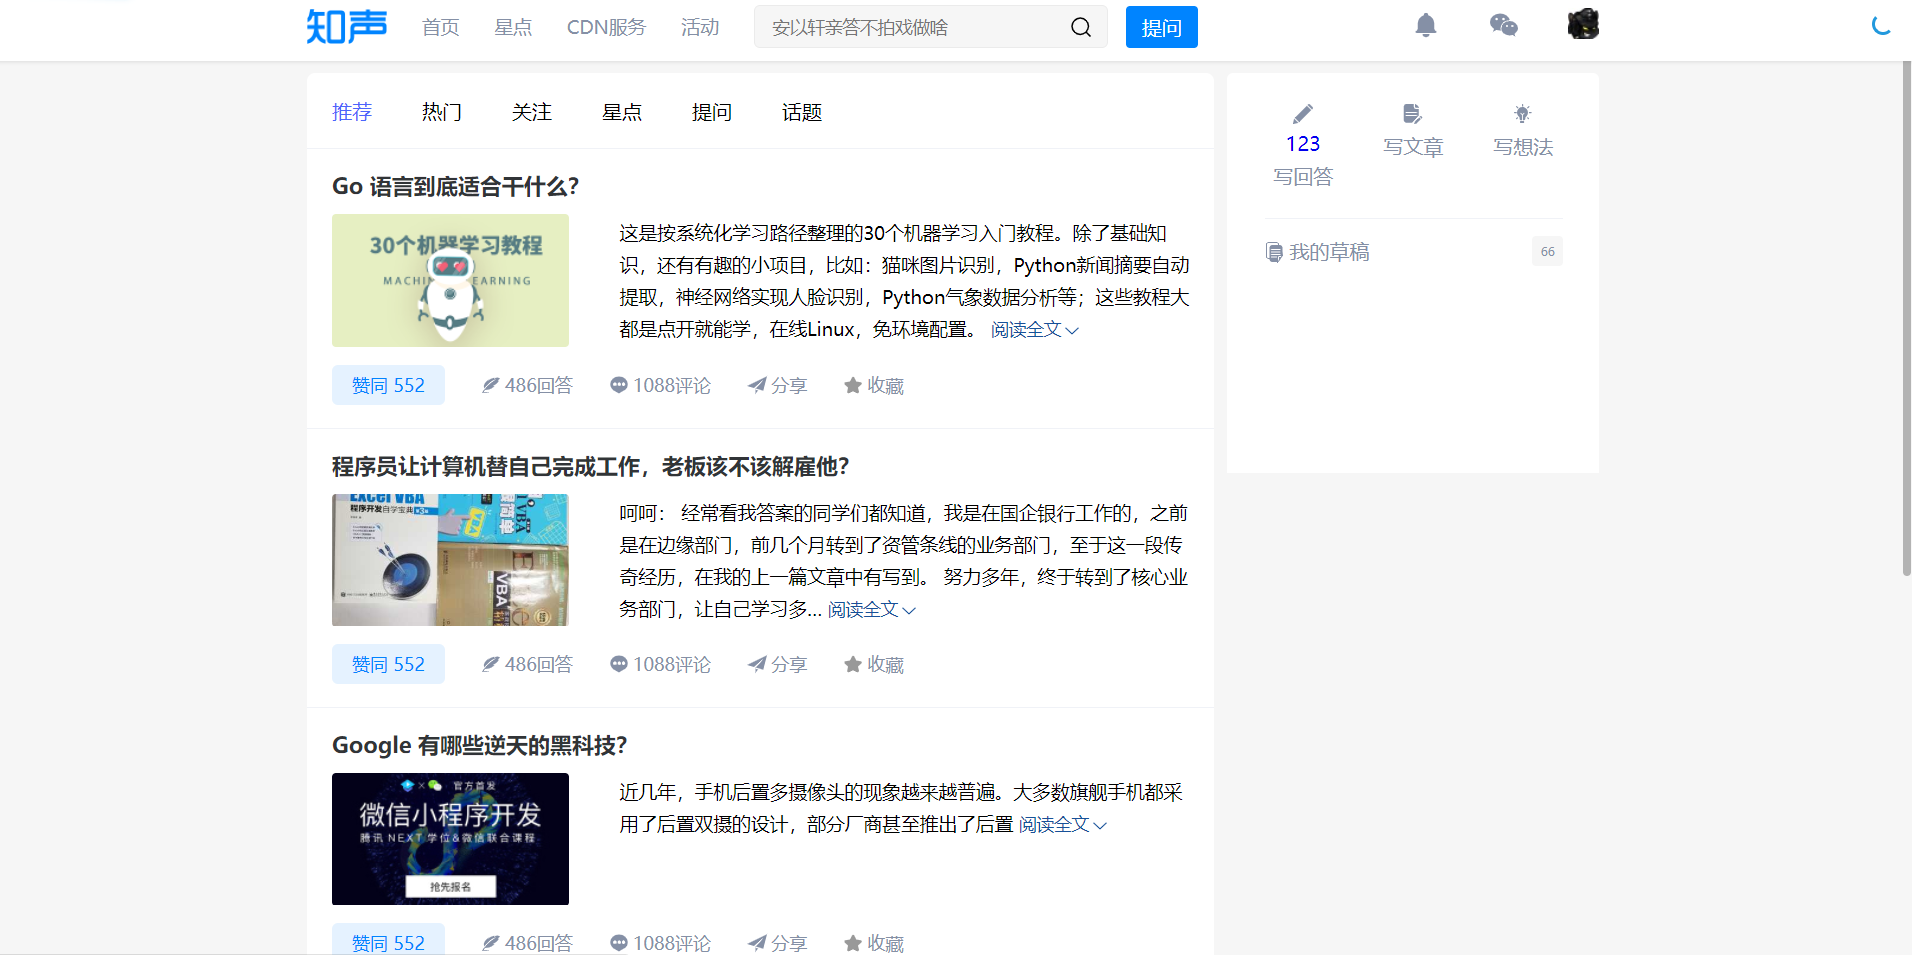 知声 首页 星点 CDN服务 活动 安以轩亲答不拍戏做啥 提问
推荐 热门 关注 星点 提问 话题
Go 语言到底适合干什么？
30个机器学习教程
这是按系统化学习路径整理的30个机器学习入门教程。除了基础知
识，还有有趣的小项目，比如：猫咪图片识别，Python新闻摘要自动
提取，神经网络实现人脸识别，Python气象数据分析等；这些教程大
都是点开就能学，在线Linux，免环境配置。 阅读全文
赞同 552 486回答 1088评论 分享 收藏
程序员让计算机替自己完成工作，老板该不该解雇他？
Excel VBA
程序开发自学宝典
VBA
呵呵： 经常看我答案的同学们都知道，我是在国企银行工作的，之前
是在边缘部门，前几个月转到了资管条线的业务部门，至于这一段传
奇经历，在我的上一篇文章中有写到。 努力多年，终于转到了核心业
务部门，让自己学习多... 阅读全文
赞同 552 486回答 1088评论 分享 收藏
Google 有哪些逆天的黑科技？
官方首发
微信小程序开发
腾讯 NEXT 学位&微信联合课程
抢先报名
近几年，手机后置多摄像头的现象越来越普遍。大多数旗舰手机都采
用了后置双摄的设计，部分厂商甚至推出了后置 阅读全文
赞同 552 486回答 1088评论 分享 收藏
123
写回答 写文章 写想法
我的草稿 66